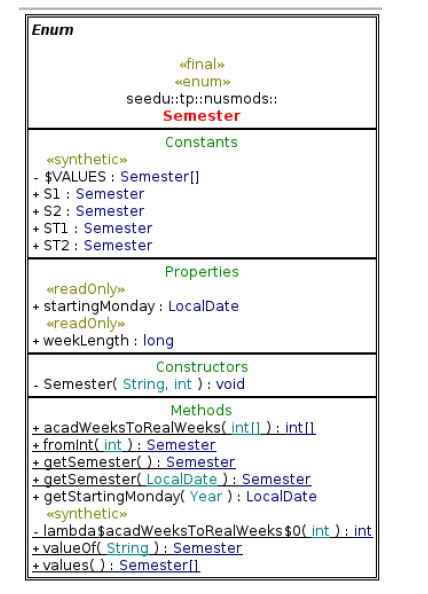 Enum
«final»
«enum»
seedu::tp::nusmods::
Semester
Constants
«synthetic»
- $VALUES : Semester[]
+ S1 : Semester
+ S2 : Semester
+ ST1 : Semester
+ ST2 : Semester
Properties
«readOnly»
+ startingMonday : LocalDate
«readOnly»
+ weekLength : long
Constructors
- Semester( String, int ) : void
Methods
+ acadWeeksToRealWeeks( int[] ) : int[]
+ fromInt( int ) : Semester
+ getSemester( ) : Semester
+ getSemester( LocalDate ) : Semester
+ getStartingMonday( Year ) : LocalDate
«synthetic»
- lambda$acadWeeksToRealWeeks$0( int ) : int
+ valueOf( String ) : Semester
+ values( ) : Semester[]